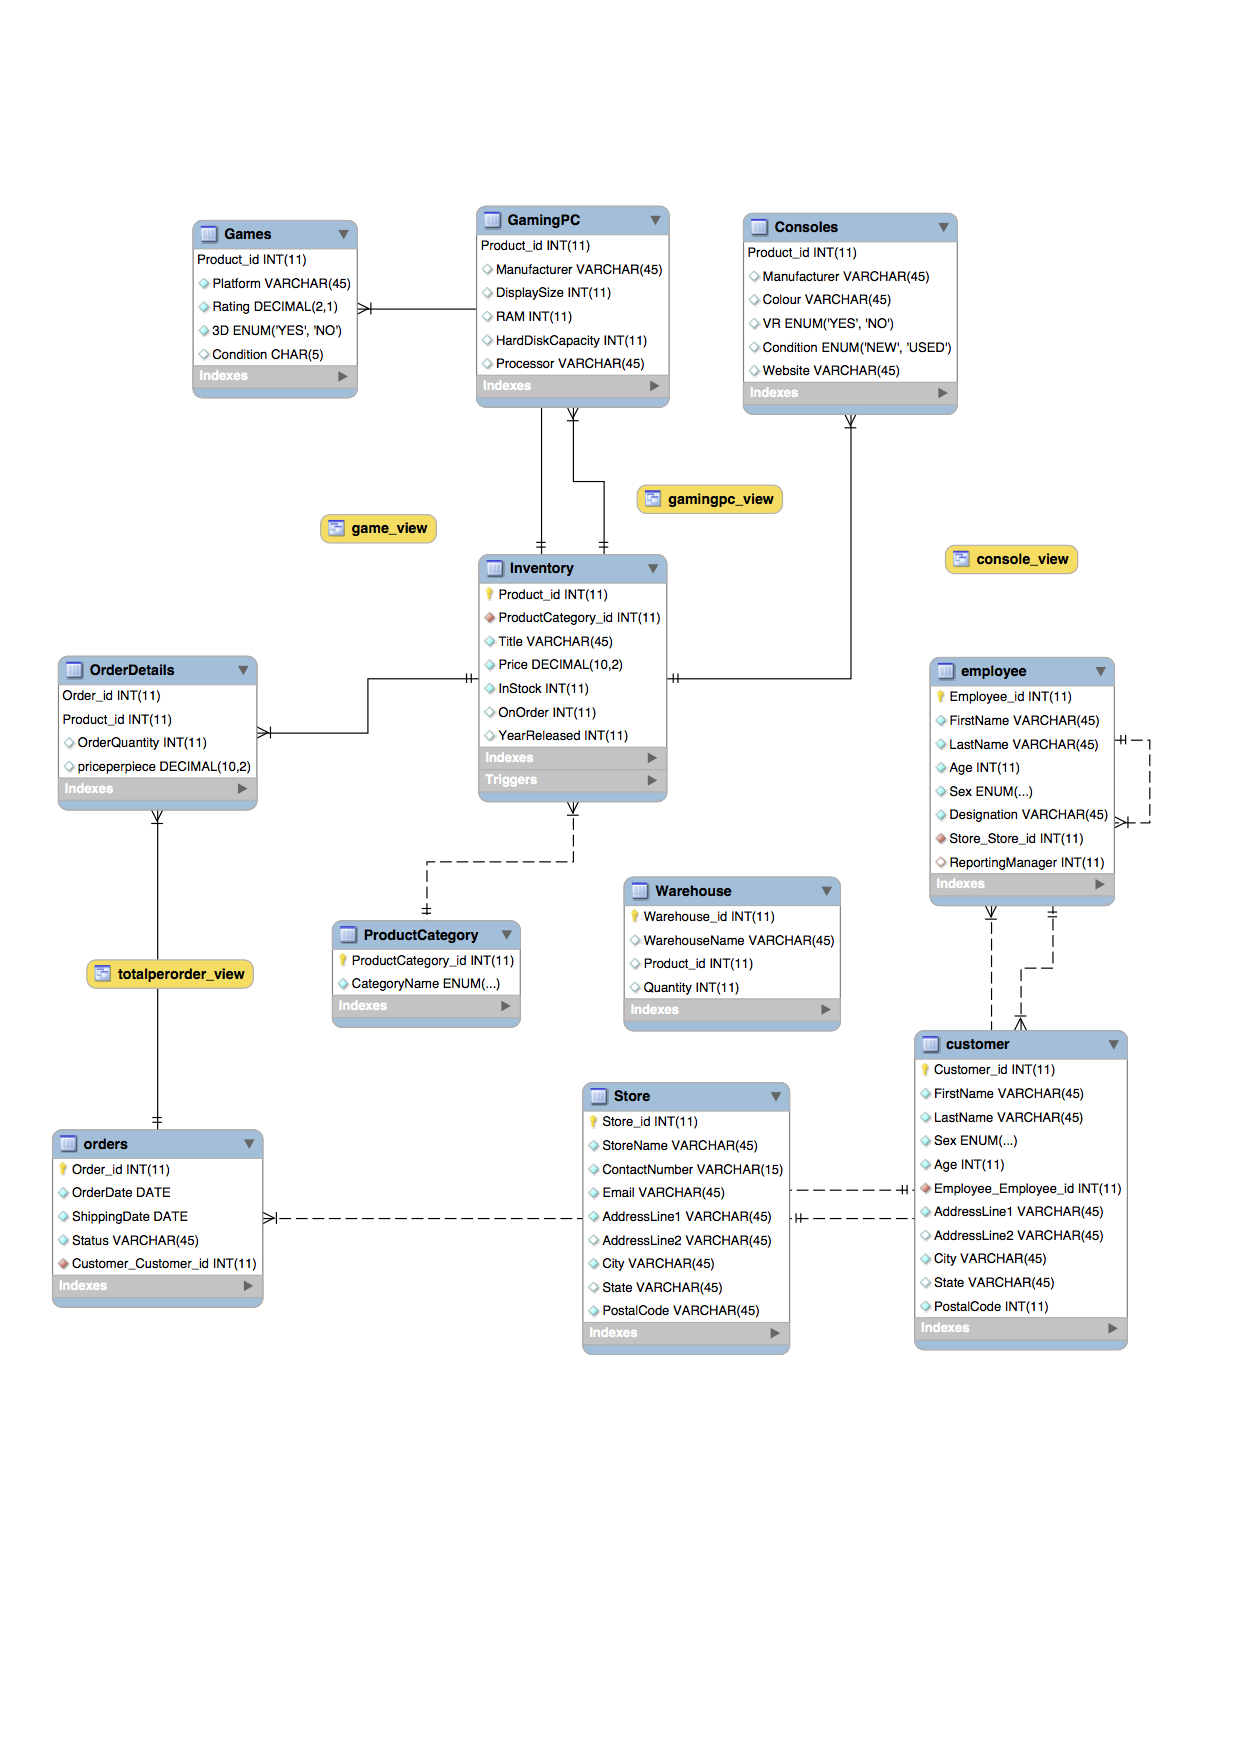 Games
Product_id INT(11)
Platform VARCHAR(45)
Rating DECIMAL(2,1)
3D ENUM('YES', 'NO')
Condition CHAR(5)
Indexes
GamingPC
Product_id INT(11)
Manufacturer VARCHAR(45)
DisplaySize INT(11)
RAM INT(11)
HardDiskCapacity INT(11)
Processor VARCHAR(45)
Indexes
Consoles
Product_id INT(11)
Manufacturer VARCHAR(45)
Colour VARCHAR(45)
VR ENUM('YES', 'NO')
Condition ENUM('NEW', 'USED')
Website VARCHAR(45)
Indexes
gamingpc_view
game_view
console_view
Inventory
Product_id INT(11)
ProductCategory_id INT(11)
Title VARCHAR(45)
Price DECIMAL(10,2)
InStock INT(11)
OnOrder INT(11)
YearReleased INT(11)
Indexes
Triggers
OrderDetails
Order_id INT(11)
Product_id INT(11)
OrderQuantity INT(11)
priceperpiece DECIMAL(10,2)
Indexes
employee
Employee_id INT(11)
FirstName VARCHAR(45)
LastName VARCHAR(45)
Age INT(11)
Sex ENUM(...)
Designation VARCHAR(45)
Store_Store_id INT(11)
ReportingManager INT(11)
Indexes
ProductCategory
ProductCategory_id INT(11)
CategoryName ENUM(...)
Indexes
Warehouse
Warehouse_id INT(11)
WarehouseName VARCHAR(45)
Product_id INT(11)
Quantity INT(11)
Indexes
totalperorder_view
orders
Order_id INT(11)
OrderDate DATE
ShippingDate DATE
Status VARCHAR(45)
Customer_Customer_id INT(11)
Indexes
Store
Store_id INT(11)
StoreName VARCHAR(45)
ContactNumber VARCHAR(15)
Email VARCHAR(45)
AddressLine1 VARCHAR(45)
AddressLine2 VARCHAR(45)
City VARCHAR(45)
State VARCHAR(45)
PostalCode VARCHAR(45)
Indexes
customer
Customer_id INT(11)
FirstName VARCHAR(45)
LastName VARCHAR(45)
Sex ENUM(...)
Age INT(11)
Employee_Employee_id INT(11)
AddressLine1 VARCHAR(45)
AddressLine2 VARCHAR(45)
City VARCHAR(45)
State VARCHAR(45)
PostalCode INT(11)
Indexes